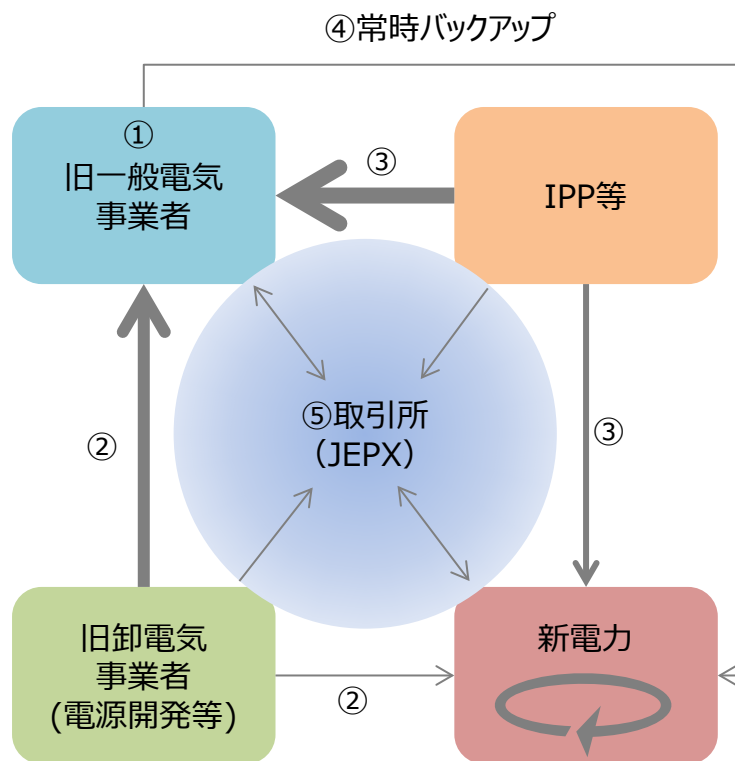 ④常時バックアップ
①
旧一般電気
事業者
③
IPP等
⑤取引所
（JEPX）
②
③
旧卸電気
事業者
(電源開発等)
②
新電力